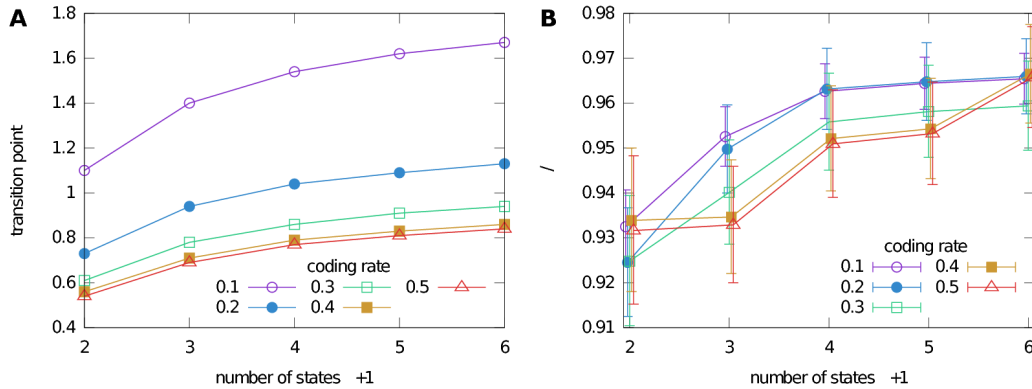 A
B
1.8
1.6
1.4
1.2
1
0.8
0.6
0.4
transition point
2 3 4 5 6
number of states +1
coding rate
0.1 0.3 0.5
0.2 0.4
0.98
0.97
0.96
0.95
0.94
0.93
0.92
0.91
/
2 3 4 5 6
number of states +1
coding rate
0.1 0.4
0.2 0.5
0.3